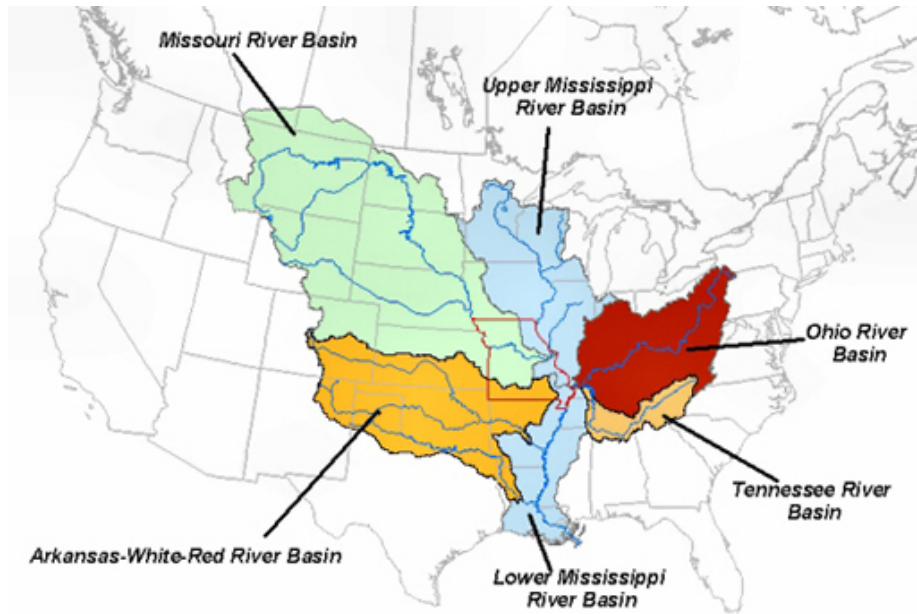 Missouri River Basin
Upper Mississippi
River Basin
Ohio River
Basin
Tennessee River
Basin
Arkansas-White-Red River Basin
Lower Mississippi
River Basin